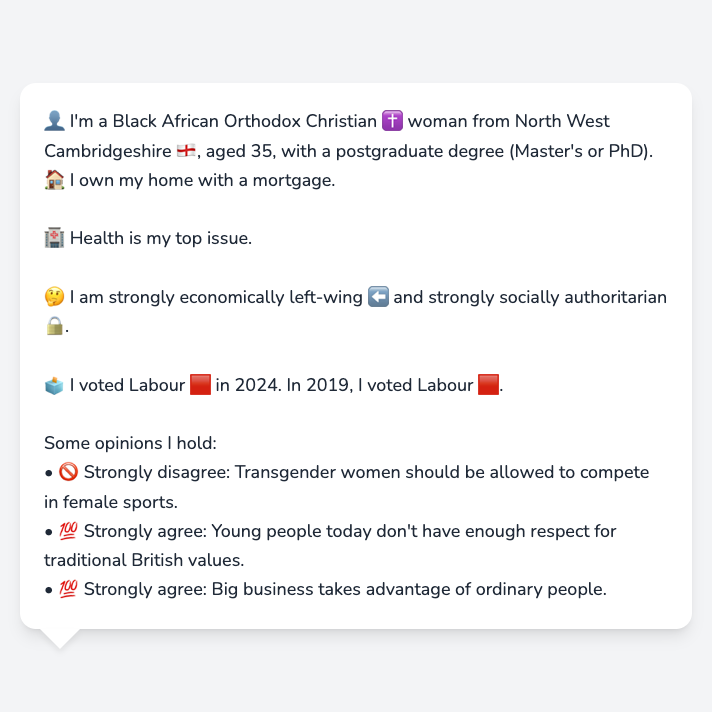 👤 I'm a Black African Orthodox Christian ✝️ woman from North West
Cambridgeshire 🏴󠁧󠁢󠁥󠁮󠁧󠁿, aged 35, with a postgraduate degree (Master's or PhD).
🏠 I own my home with a mortgage.
🏥 Health is my top issue.
🤔 I am strongly economically left-wing ⬅️ and strongly socially authoritarian
🔒.
🗳️ I voted Labour 🟥 in 2024. In 2019, I voted Labour 🟥.
Some opinions I hold:
• 🚫 Strongly disagree: Transgender women should be allowed to compete
in female sports.
• 💯 Strongly agree: Young people today don't have enough respect for
traditional British values.
• 💯 Strongly agree: Big business takes advantage of ordinary people.